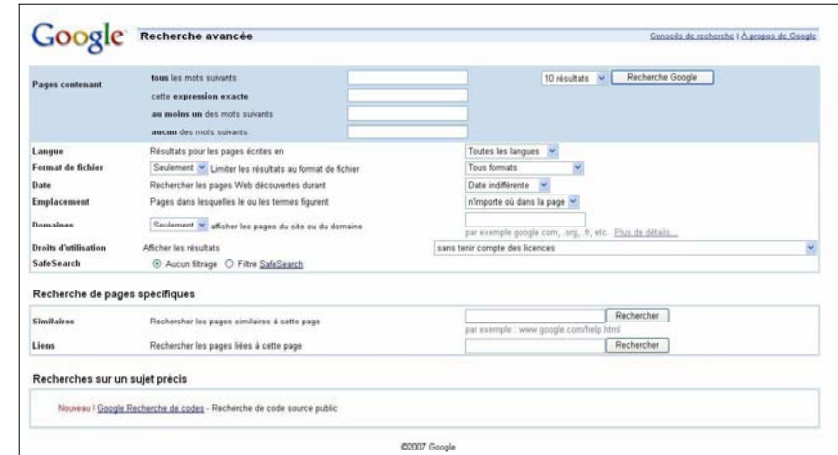 Google Recherche avancée Conseils de recherche | À propos de Google
Pages contenant tous les mots suivants 10 résultats Recherche Google
cette expression exacte
au moins un des mots suivants
aucun des mots suivants
Langue Résultats pour les pages écrites en Toutes les langues
Format de fichier Seulement Limiter les résultats au format de fichier Tous formats
Date Rechercher les pages Web découvertes durant Date indifférente
Emplacement Pages dans lesquelles le ou les termes figurent n'importe où dans la page
Domaines Seulement afficher les pages du site ou du domaine
par exemple google.com, .org, .fr, etc. Plus de détails...
Droits d'utilisation Afficher les résultats sans tenir compte des licences
SafeSearch Aucun filtrage Filtre SafeSearch
Recherche de pages spécifiques
Similaires Rechercher les pages similaires à cette page Rechercher
par exemple : www.google.com/help.html
Liens Rechercher les pages liées à cette page Rechercher
Recherches sur un sujet précis
Nouveau ! Google Recherche de codes - Recherche de code source public
©2007 Google